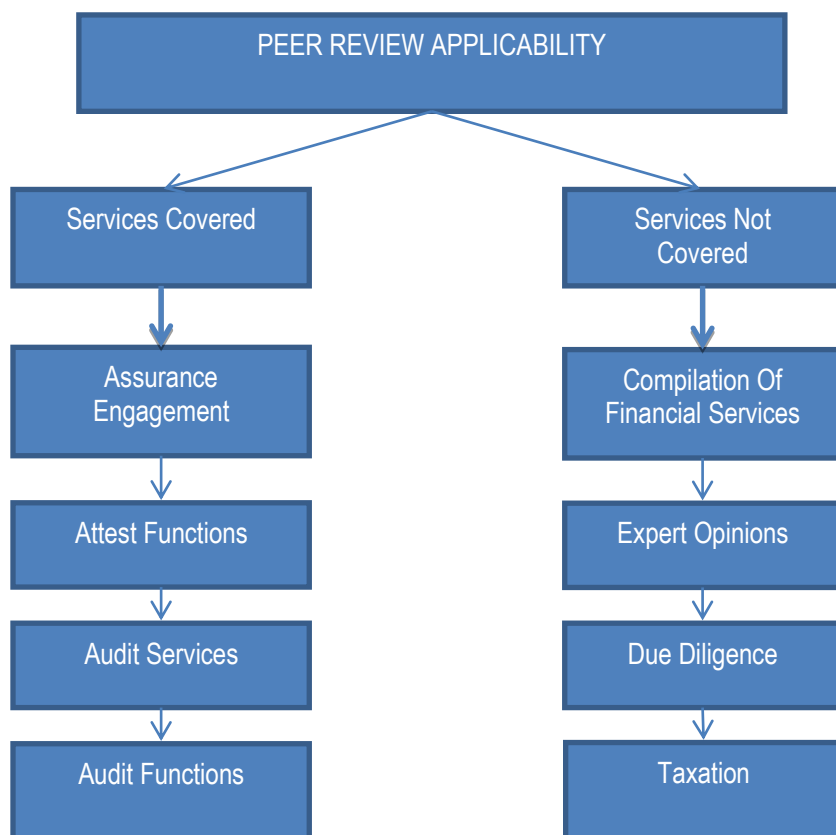 PEER REVIEW APPLICABILITY
Services Covered
Assurance
Engagement
Attest Functions
Audit Services
Audit Functions
Services Not
Covered
Compilation Of
Financial Services
Expert Opinions
Due Diligence
Taxation